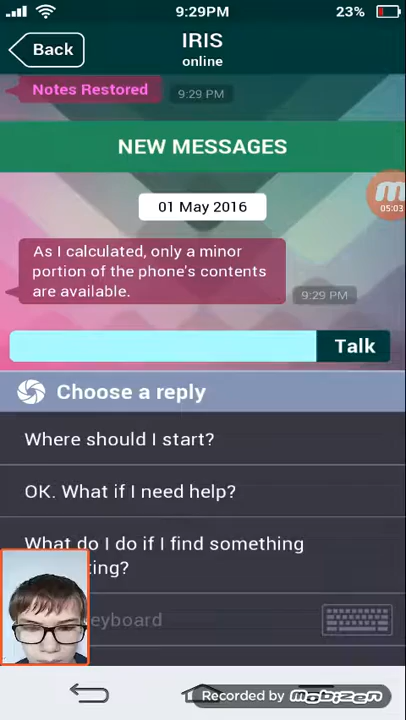 9:29PM
23%
Back
IRIS
online
Notes Restored
9:29 PM
NEW MESSAGES
01 May 2016
05:03
As I calculated, only a minor
portion of the phone's contents
are available.
9:29 PM
Talk
Choose a reply
Where should I start?
OK. What if I need help?
What do I do if I find something
?
eyboard
Recorded by mobizen